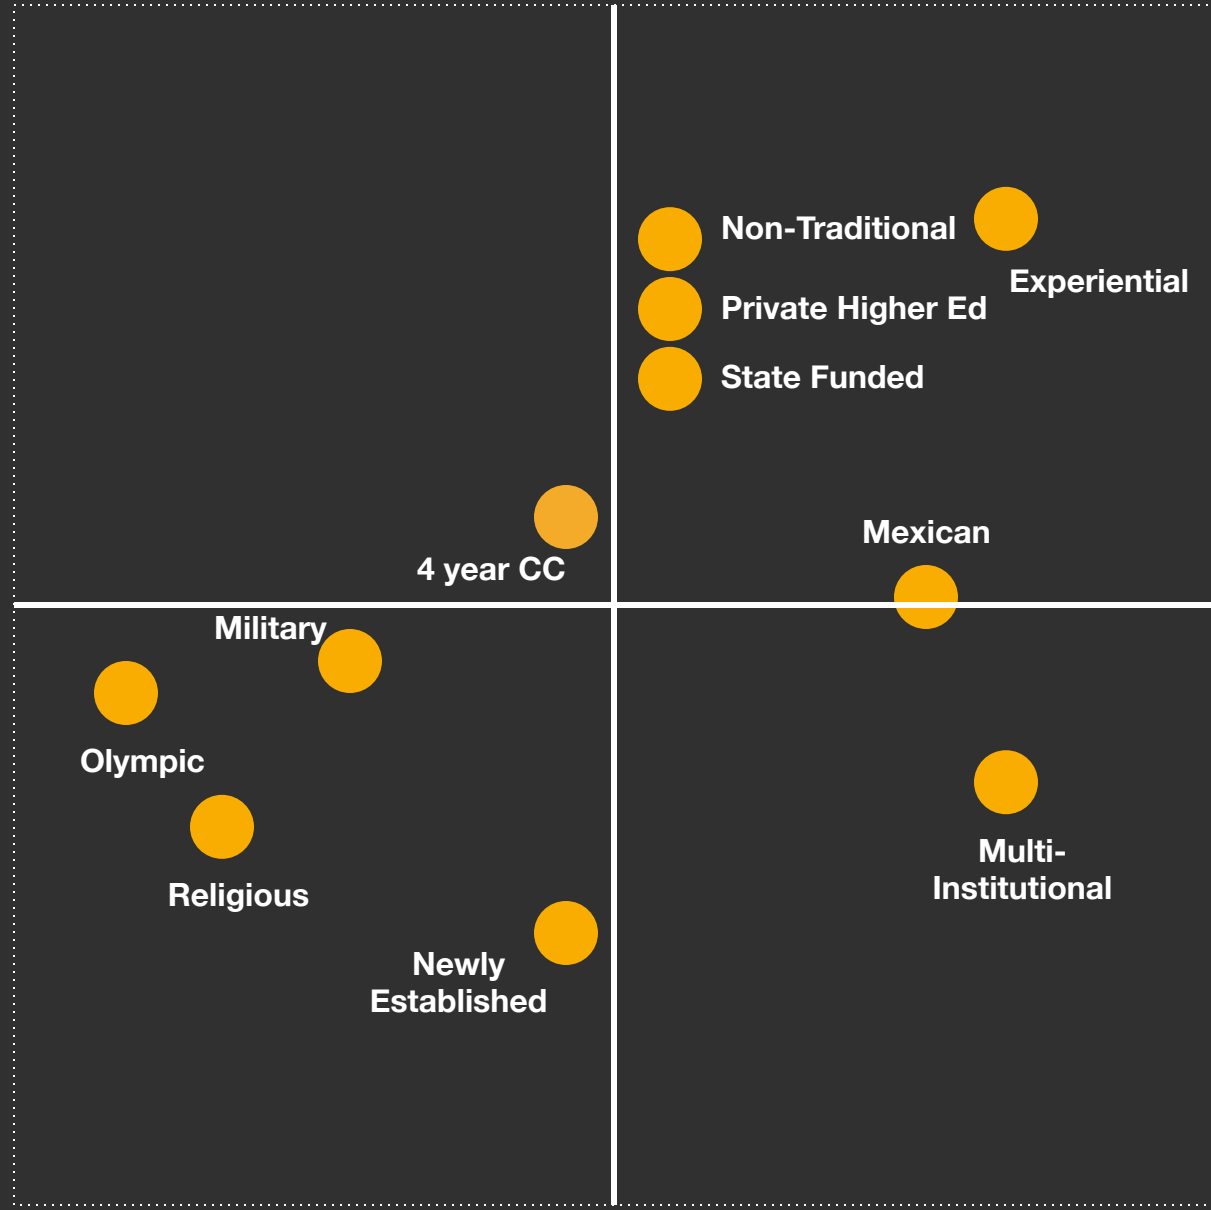 Non-Traditional
Experiential
Private Higher Ed
State Funded
Mexican
4 year CC
Military
Olympic
Multi-
Institutional
Religious
Newly
Established